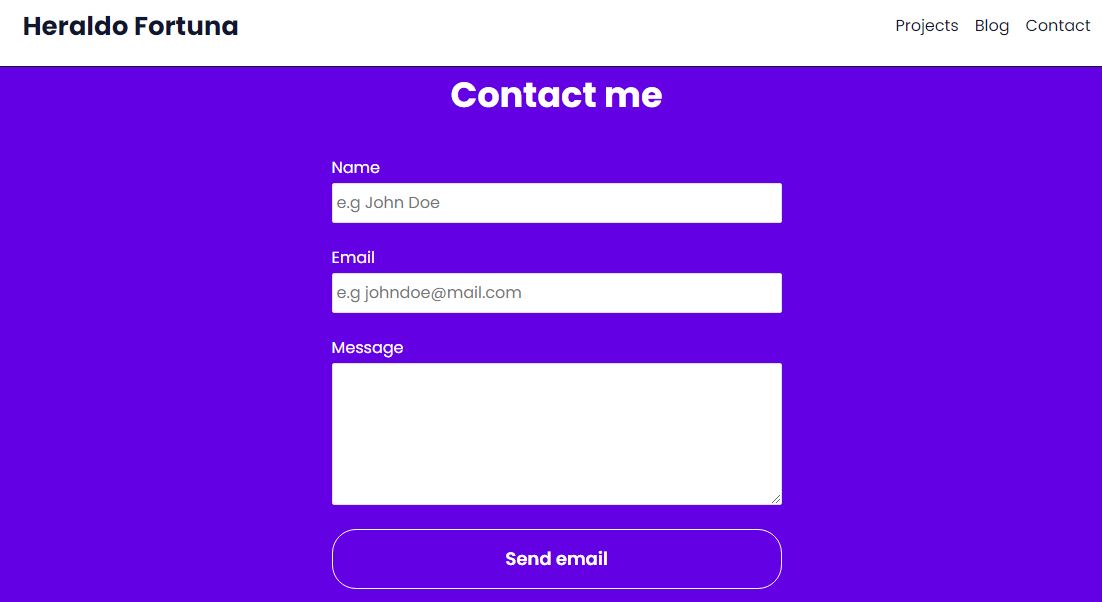 Heraldo Fortuna
Projects Blog Contact
Contact me
Name
e.g John Doe
Email
e.g johndoe@mail.com
Message
Send email